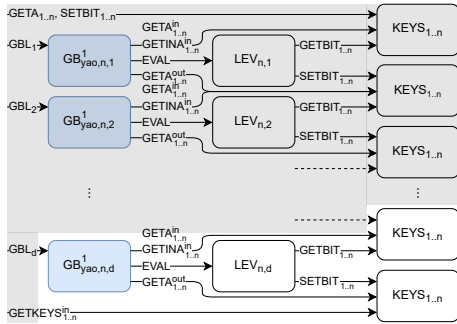 GETA1..n, SETBIT1..n
KEYS1..n
GBL1
GB1yao,n,1
GETAin1..n
GETINAin1..n
EVAL
GETAout1..n
LEVn,1
GETBIT1..n
SETBIT1..n
KEYS1..n
GBL2
GB1yao,n,2
GETAin1..n
GETINAin1..n
EVAL
GETAout1..n
LEVn,2
GETBIT1..n
SETBIT1..n
KEYS1..n
⋮
⋮
GBLd
GB1yao,n,d
GETAin1..n
GETINAin1..n
EVAL
GETAout1..n
LEVn,d
GETBIT1..n
SETBIT1..n
KEYS1..n
KEYS1..n
GETKEYSin1..n